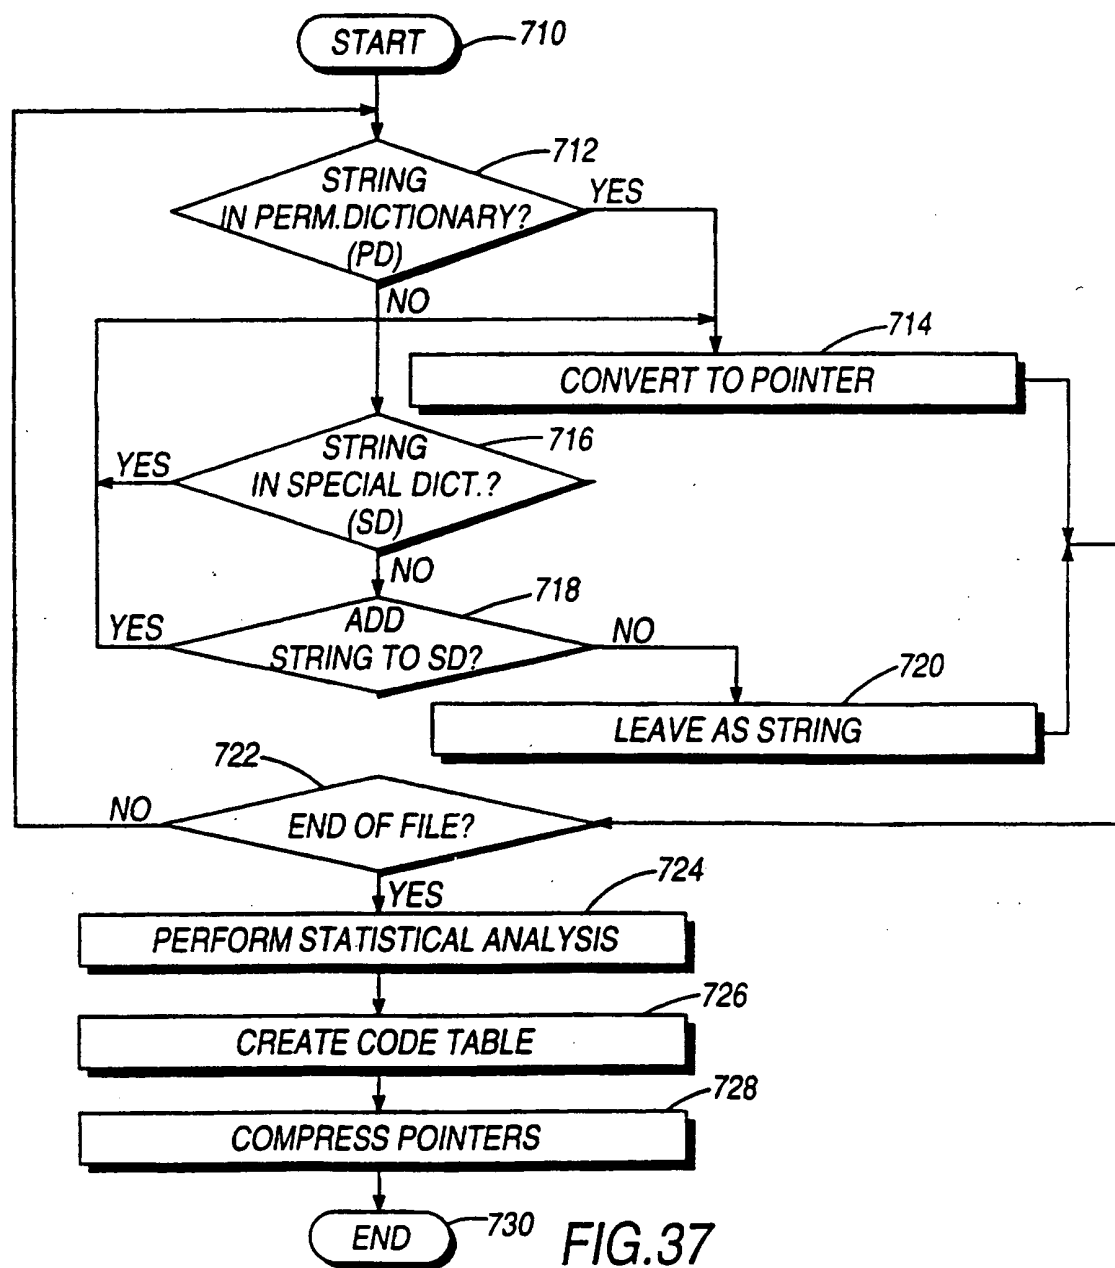 START
710
712
STRING
IN PERM.DICTIONARY?
(PD)
YES
NO
714
CONVERT TO POINTER
716
STRING
IN SPECIAL DICT.?
(SD)
YES
NO
718
ADD
STRING TO SD?
YES
NO
720
LEAVE AS STRING
722
END OF FILE?
NO
YES
724
PERFORM STATISTICAL ANALYSIS
726
CREATE CODE TABLE
728
COMPRESS POINTERS
END
730
FIG.37